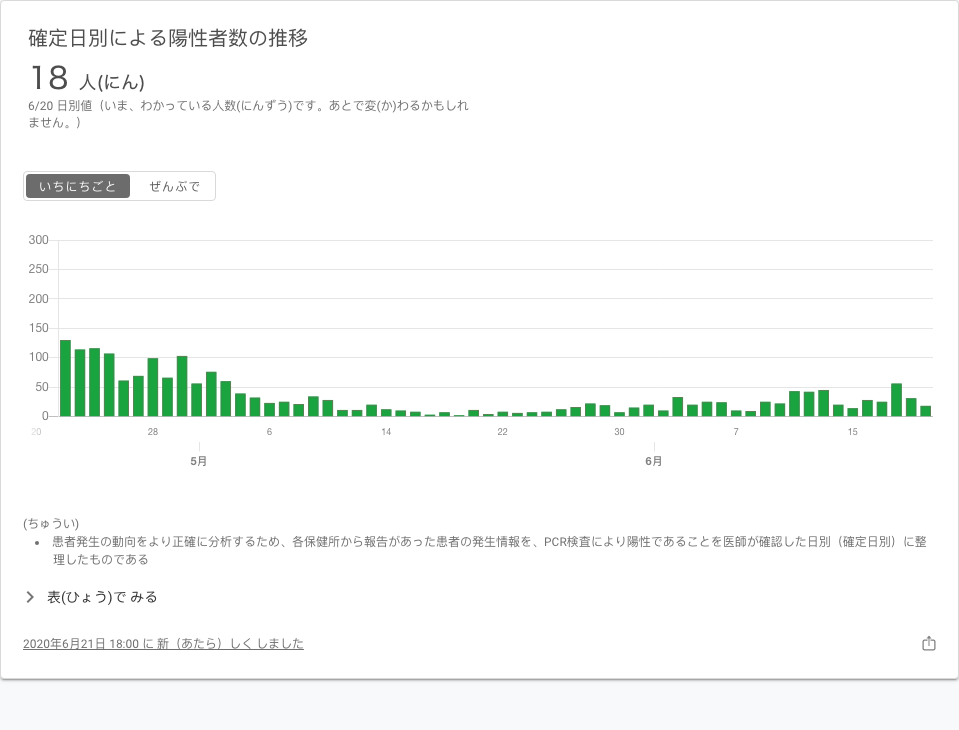 確定日別による陽性者数の推移
18 人(にん)
6/20 日別値（いま、わかっている人数(にんずう)です。あとで変(か)わるかもしれ
ません。）
いちにちごと ぜんぶで
300
250
200
150
100
50
0
20 28 6 14 22 30 7 15
5月 6月
(ちゅうい)
• 患者発生の動向をより正確に分析するため、各保健所から報告があった患者の発生情報を、PCR検査により陽性であることを医師が確認した日別（確定日別）に整
理したものである
表(ひょう)で みる
2020年6月21日 18:00 に 新（あたら）しく しました